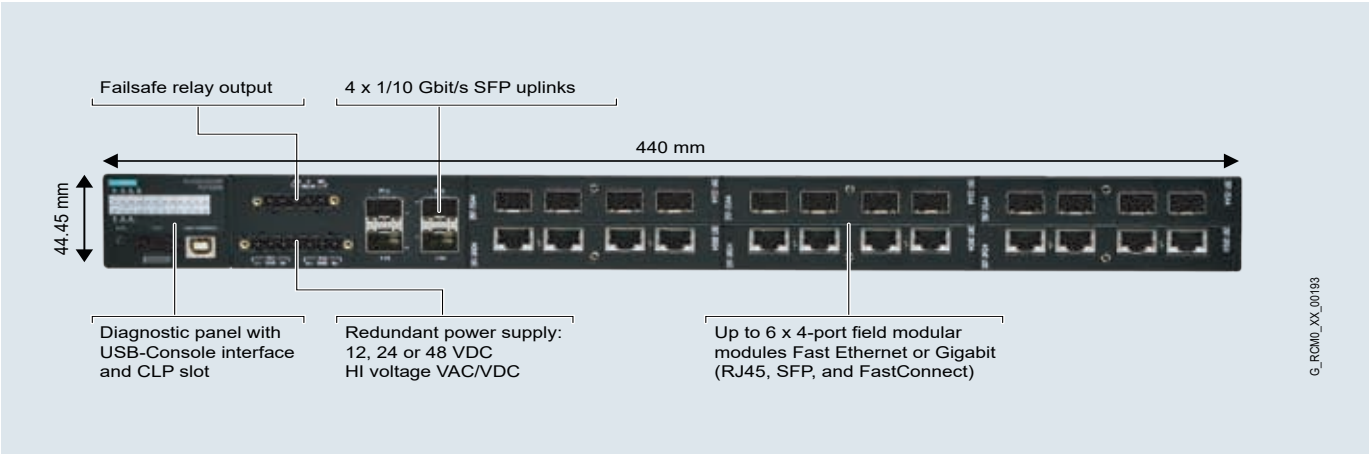 Failsafe relay output
4 x 1/10 Gbit/s SFP uplinks
440 mm
44.45 mm
Diagnostic panel with
USB-Console interface
and CLP slot
Redundant power supply:
12, 24 or 48 VDC
HI voltage VAC/VDC
Up to 6 x 4-port field modular
modules Fast Ethernet or Gigabit
(RJ45, SFP, and FastConnect)
G_RCM0_XX_00193